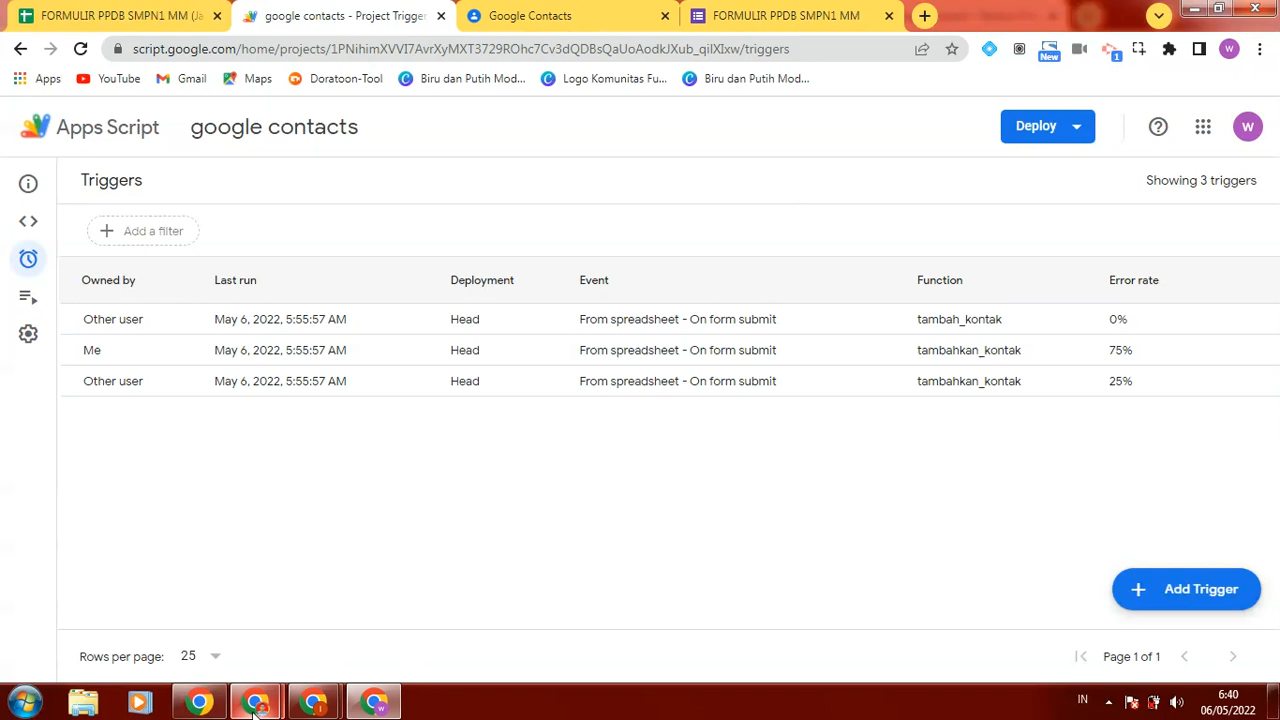 FORMULIR PPDB SMPN1 MM (Ja
google contacts - Project Trigger
Google Contacts
FORMULIR PPDB SMPN1 MM
script.google.com/home/projects/1PNihimXVVI7AvrXyMXT3729ROhc7Cv3dQDBsQaUoAodkJXub_qiIXIxw/triggers
New
1
w
Apps
YouTube
Gmail
Maps
Doratoon-Tool
Biru dan Putih Mod...
Logo Komunitas Fu...
Biru dan Putih Mod...
Apps Script
google contacts
Deploy
W
Triggers
Showing 3 triggers
Add a filter
Owned by Last run Deployment Event Function Error rate
Other user May 6, 2022, 5:55:57 AM Head From spreadsheet - On form submit tambah_kontak 0%
Me May 6, 2022, 5:55:57 AM Head From spreadsheet - On form submit tambahkan_kontak 75%
Other user May 6, 2022, 5:55:57 AM Head From spreadsheet - On form submit tambahkan_kontak 25%
Add Trigger
Rows per page: 25
Page 1 of 1
IN
6:40
06/05/2022